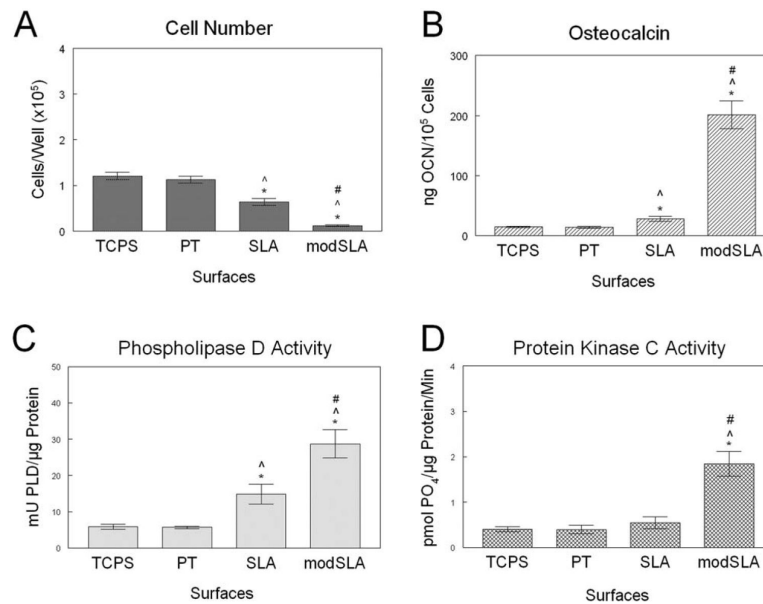 A
Cell Number
Cells/Well (x10⁵)
4
3
2
1
0
^
*
#
^
*
TCPS PT SLA modSLA
Surfaces
B
Osteocalcin
ng OCN/10⁵ Cells
300
200
100
0
^
*
#
^
*
TCPS PT SLA modSLA
Surfaces
C
Phospholipase D Activity
mU PLD/µg Protein
50
40
30
20
10
0
^
*
#
^
*
TCPS PT SLA modSLA
Surfaces
D
Protein Kinase C Activity
pmol PO₄/µg Protein/Min
4
3
2
1
0
#
^
*
TCPS PT SLA modSLA
Surfaces